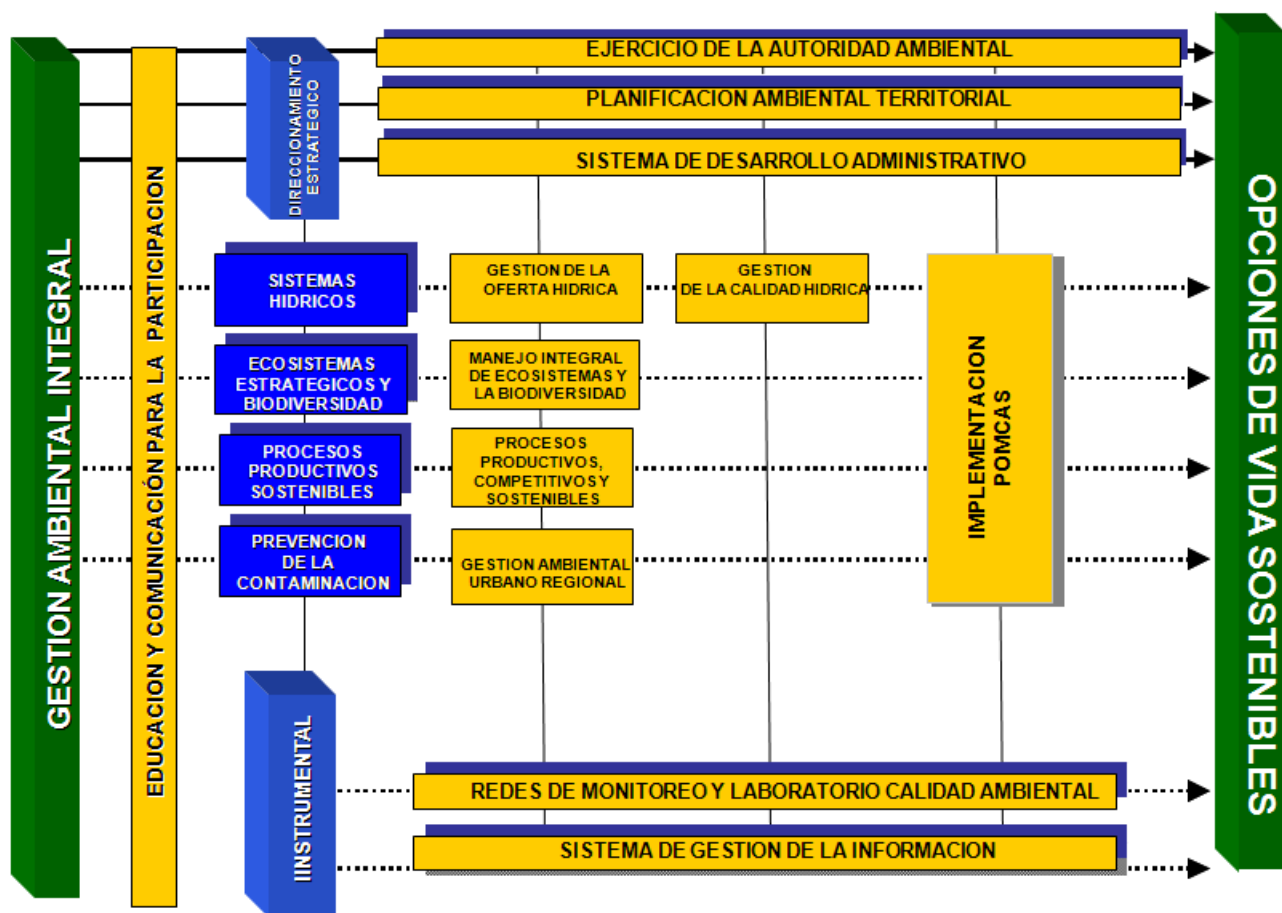 GESTION AMBIENTAL INTEGRAL
EDUCACION Y COMUNICACIÓN PARA LA PARTICIPACION
DIRECCIONAMIENTO
ESTRATEGICO
EJERCICIO DE LA AUTORIDAD AMBIENTAL
PLANIFICACION AMBIENTAL TERRITORIAL
SISTEMA DE DESARROLLO ADMINISTRATIVO
SISTEMAS
HIDRICOS
GESTION DE LA
OFERTA HIDRICA
GESTION
DE LA CALIDAD HIDRICA
ECOSISTEMAS
ESTRATEGICOS Y
BIODIVERSIDAD
MANEJO INTEGRAL
DE ECOSISTEMAS Y
LA BIODIVERSIDAD
PROCESOS
PRODUCTIVOS
SOSTENIBLES
PROCESOS
PRODUCTIVOS,
COMPETITIVOS Y
SOSTENIBLES
PREVENCION
DE LA
CONTAMINACION
GESTION AMBIENTAL
URBANO REGIONAL
IMPLEMENTACION
POMCAS
IINSTRUMENTAL
REDES DE MONITOREO Y LABORATORIO CALIDAD AMBIENTAL
SISTEMA DE GESTION DE LA INFORMACION
OPCIONES DE VIDA SOSTENIBLES